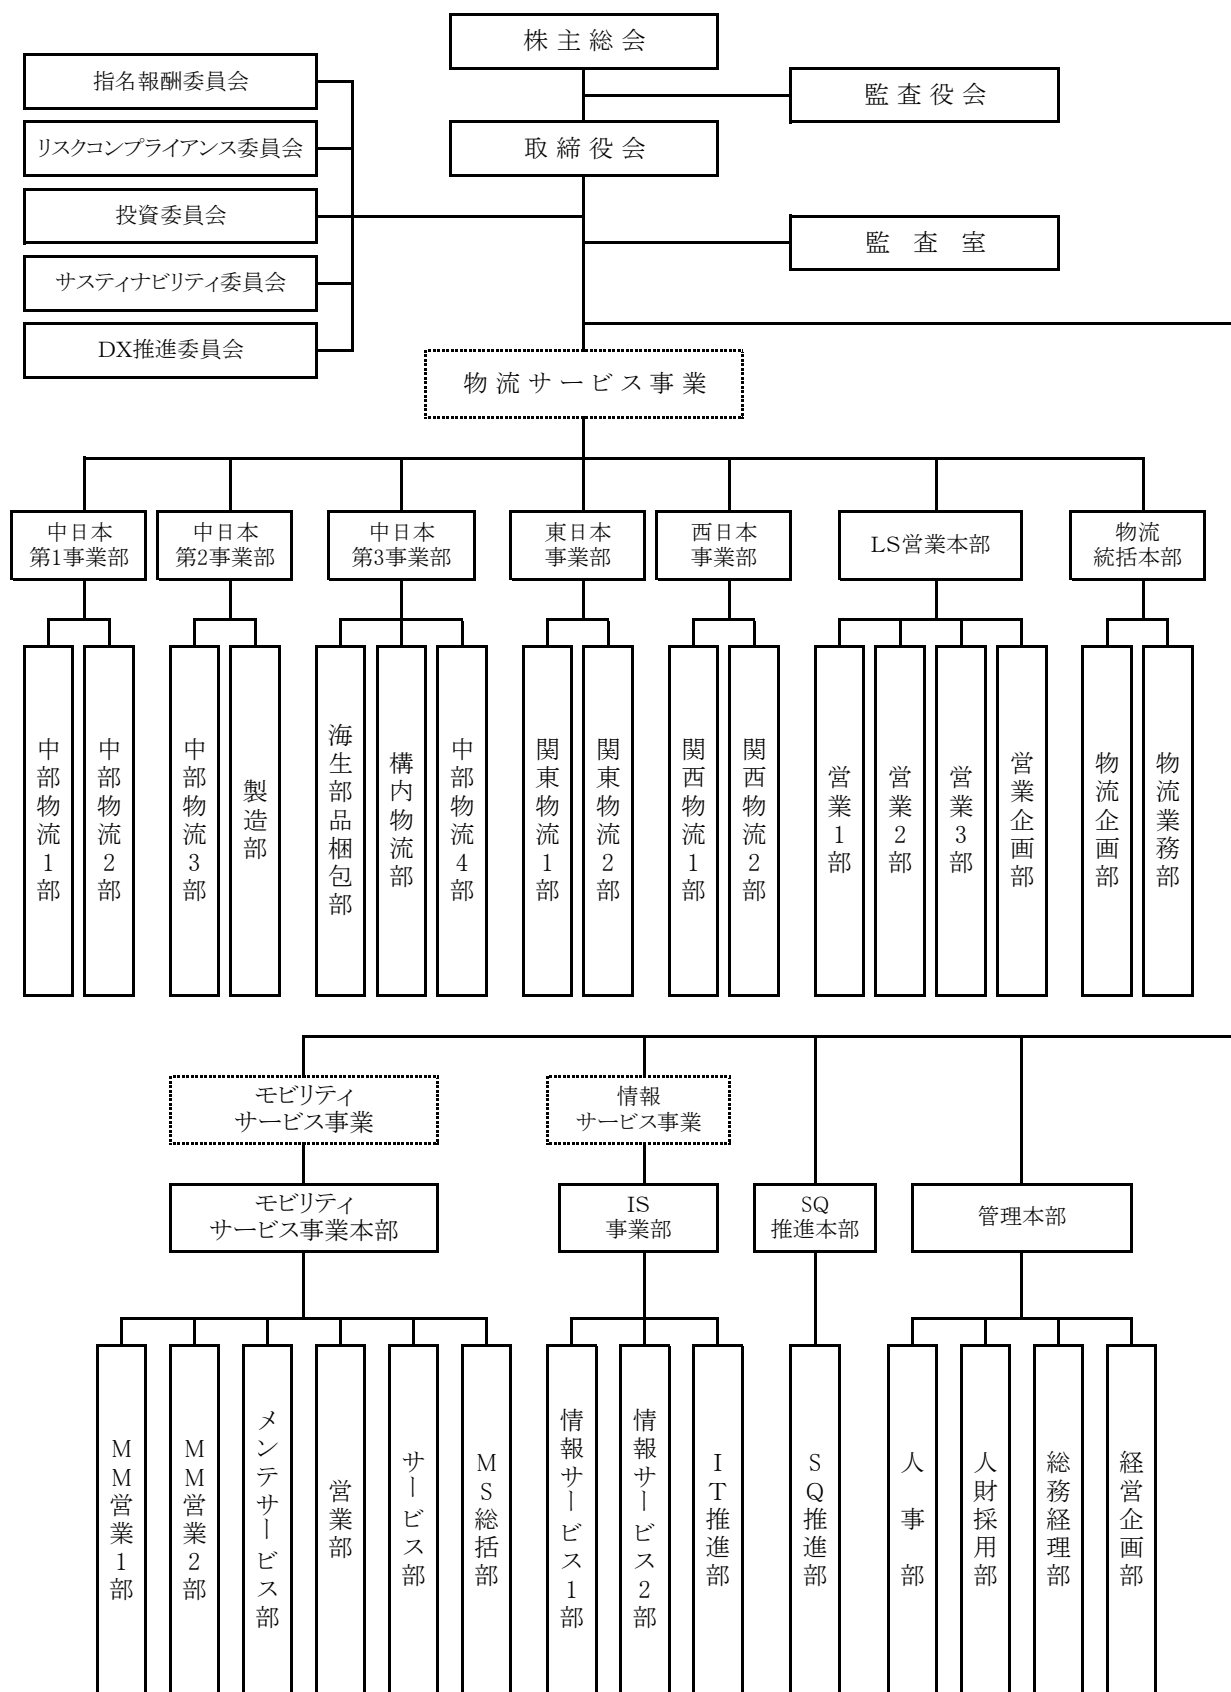 株主総会
監査役会
取締役会
監査室
指名報酬委員会
リスクコンプライアンス委員会
投資委員会
サスティナビリティ委員会
DX推進委員会
物流サービス事業
中日本
第1事業部
中日本
第2事業部
中日本
第3事業部
東日本
事業部
西日本
事業部
LS営業本部
物流
統括本部
中部物流1部
中部物流2部
中部物流3部
製造部
海生部品梱包部
構内物流部
中部物流4部
関東物流1部
関東物流2部
関西物流1部
関西物流2部
営業1部
営業2部
営業3部
営業企画部
物流企画部
物流業務部
モビリティ
サービス事業
情報
サービス事業
モビリティ
サービス事業本部
IS
事業部
SQ
推進本部
管理本部
MM営業1部
MM営業2部
メンテサービス部
営業部
サービス部
MS総括部
情報サービス1部
情報サービス2部
IT推進部
SQ推進部
人事部
人財採用部
総務経理部
経営企画部